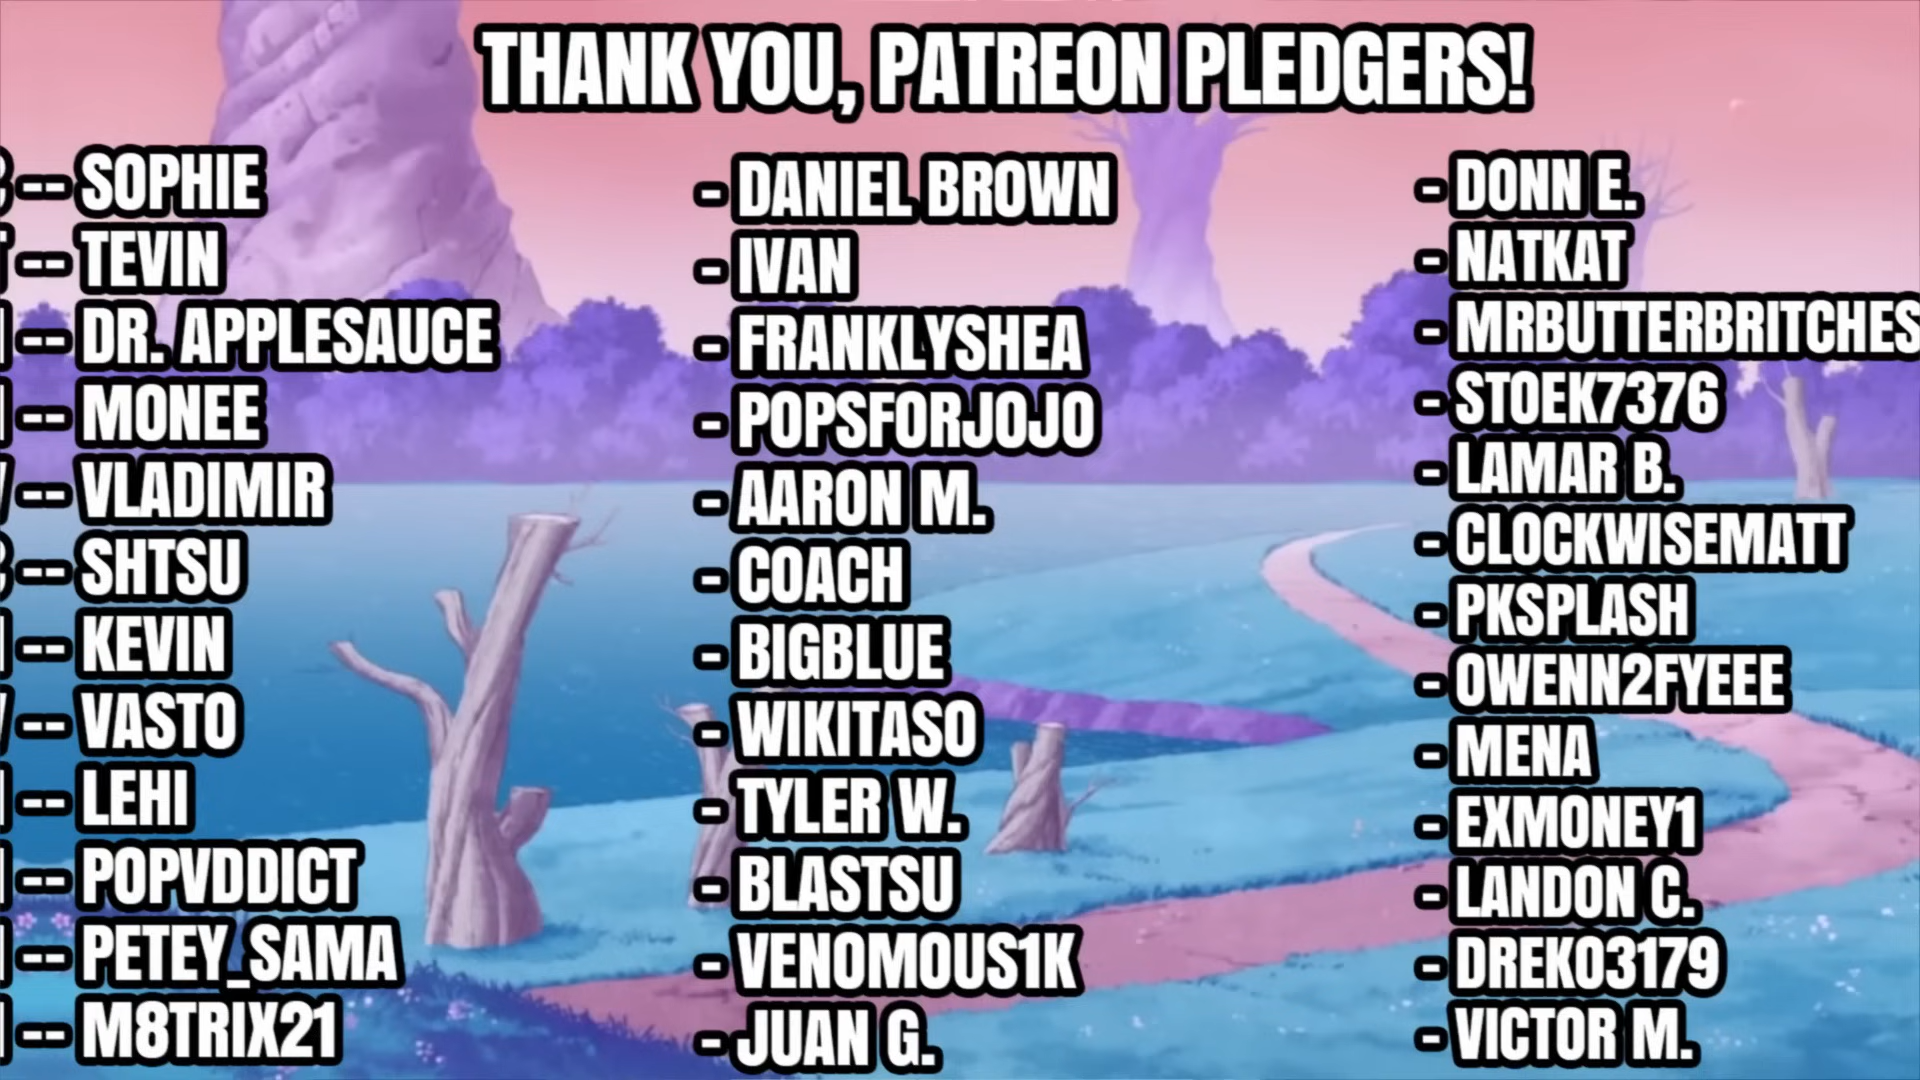 THANK YOU, PATREON PLEDGERS!
-- SOPHIE
-- TEVIN
-- DR. APPLESAUCE
-- MONEE
-- VLADIMIR
-- SHTSU
-- KEVIN
-- VASTO
-- LEHI
-- POPVDDICT
-- PETEY_SAMA
-- M8TRIX21
- DANIEL BROWN
- IVAN
- FRANKLYSHEA
- POPSFORJOJO
- AARON M.
- COACH
- BIGBLUE
- WIKITASO
- TYLER W.
- BLASTSU
- VENOMOUS1K
- JUAN G.
- DONN E.
- NATKAT
- MRBUTTERBRITCHES
- STOEK7376
- LAMAR B.
- CLOCKWISEMATT
- PKSPLASH
- OWENN2FYEEE
- MENA
- EXMONEY1
- LANDON C.
- DREKO3179
- VICTOR M.